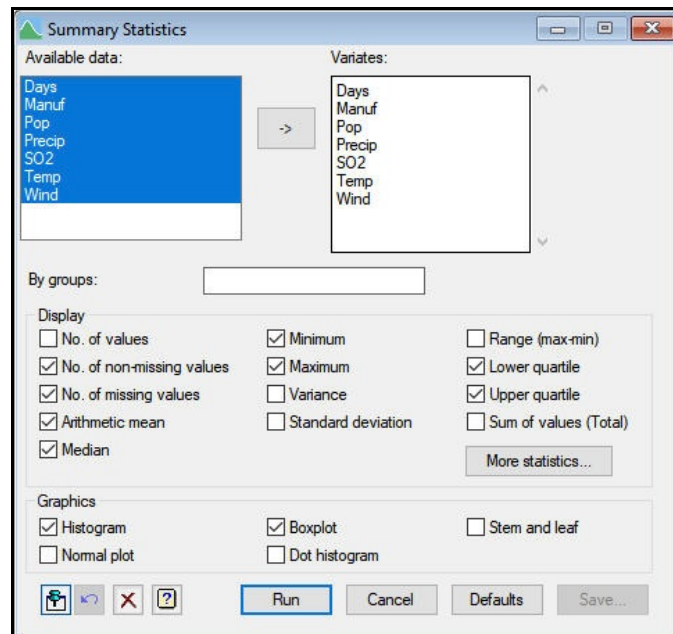 Summary Statistics
Available data:
Days
Manuf
Pop
Precip
SO2
Temp
Wind
->
Variates:
Days
Manuf
Pop
Precip
SO2
Temp
Wind
By groups:
Display
No. of values
No. of non-missing values
No. of missing values
Arithmetic mean
Median
Minimum
Maximum
Variance
Standard deviation
Range (max-min)
Lower quartile
Upper quartile
Sum of values (Total)
More statistics...
Graphics
Histogram
Normal plot
Boxplot
Dot histogram
Stem and leaf
?
Run
Cancel
Defaults
Save...